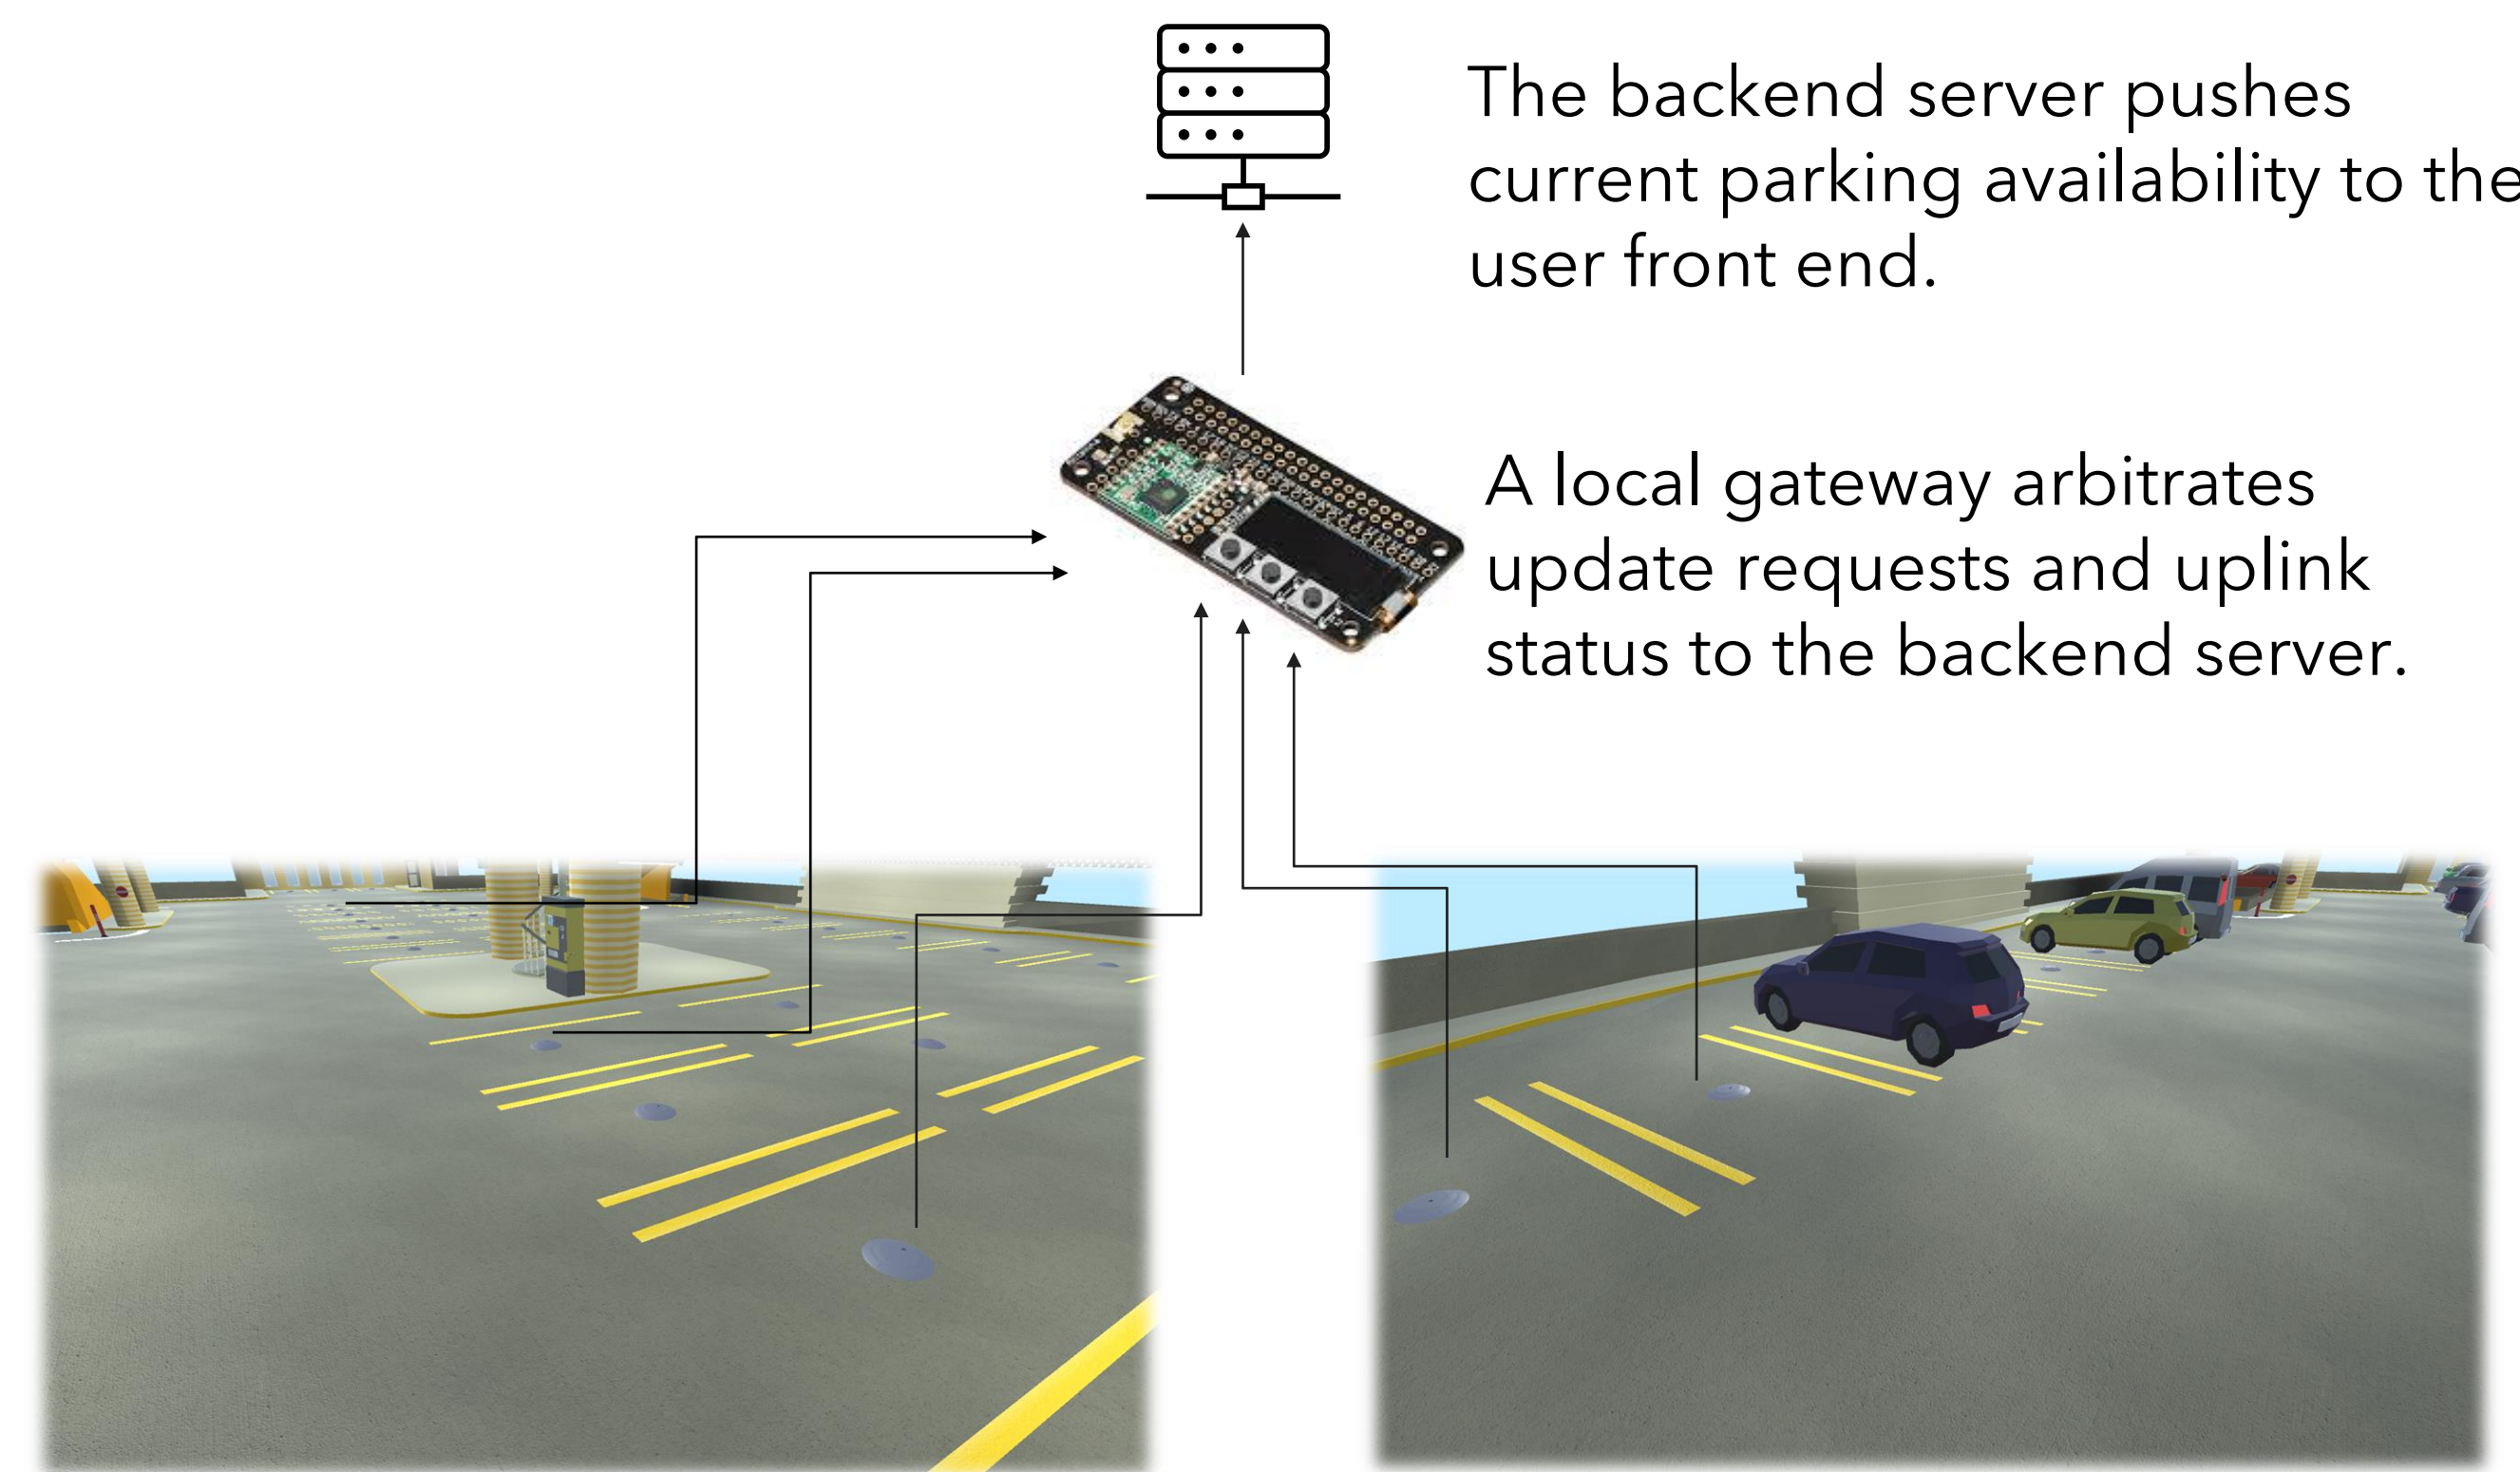 The backend server pushes
current parking availability to the
user front end.
A local gateway arbitrates
update requests and uplink
status to the backend server.